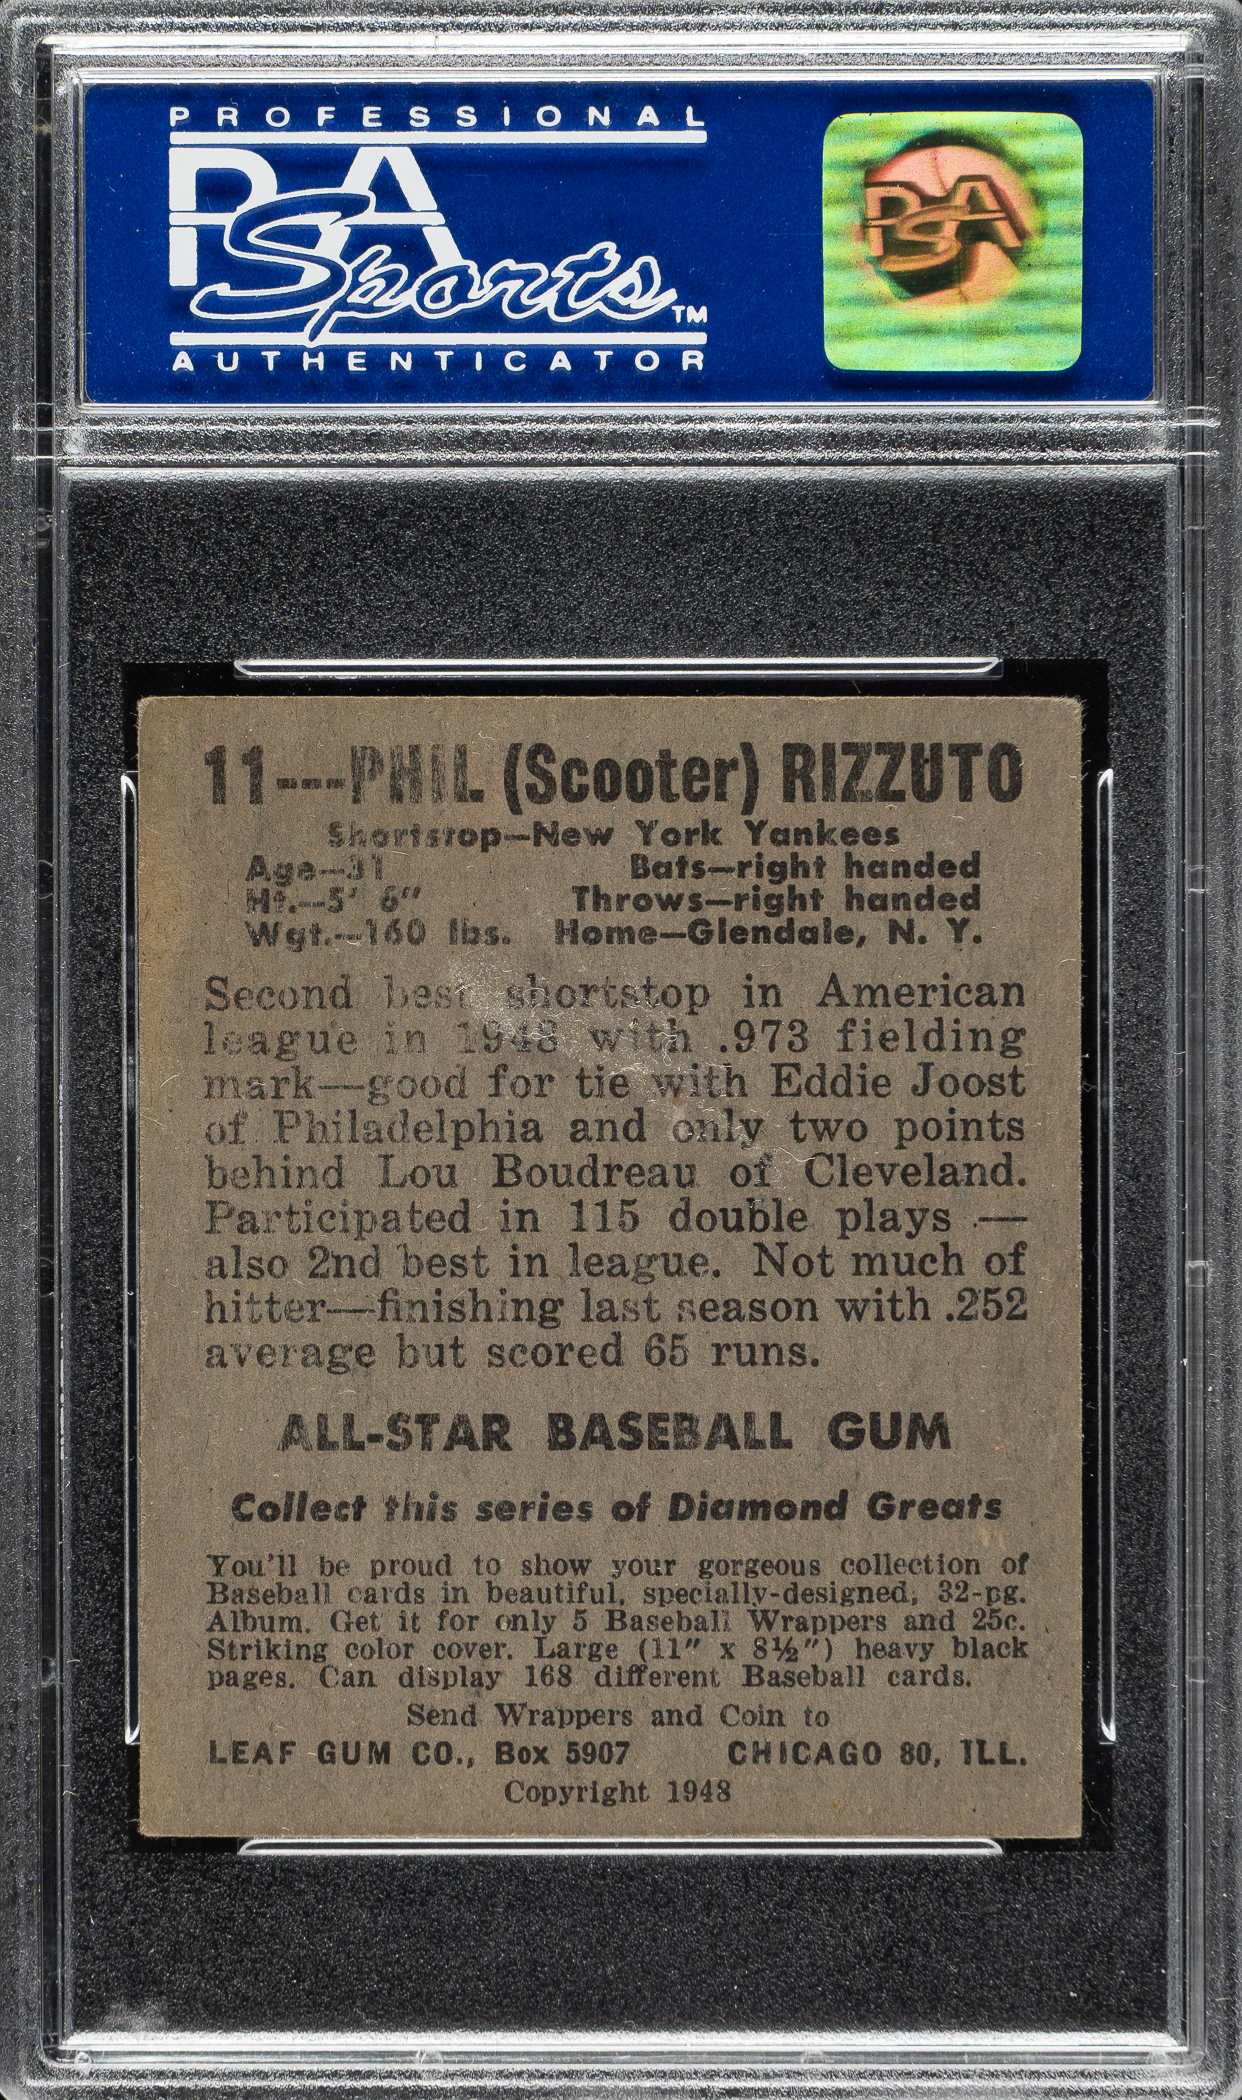 PROFESSIONAL
PSA
Sports™
AUTHENTICATOR
PSA
11---PHIL (Scooter) RIZZUTO
Shortstop—New York Yankees
Age—31 Bats—right handed
Ht.—5' 6" Throws—right handed
Wgt.—160 lbs. Home—Glendale, N. Y.
Second best shortstop in American
league in 1948 with .973 fielding
mark—good for tie with Eddie Joost
of Philadelphia and only two points
behind Lou Boudreau of Cleveland.
Participated in 115 double plays —
also 2nd best in league. Not much of
hitter—finishing last season with .252
average but scored 65 runs.
ALL-STAR BASEBALL GUM
Collect this series of Diamond Greats
You'll be proud to show your gorgeous collection of
Baseball cards in beautiful, specially-designed, 32-pg.
Album. Get it for only 5 Baseball Wrappers and 25c.
Striking color cover. Large (11" x 8½") heavy black
pages. Can display 168 different Baseball cards.
Send Wrappers and Coin to
LEAF GUM CO., Box 5907 CHICAGO 80, ILL.
Copyright 1948